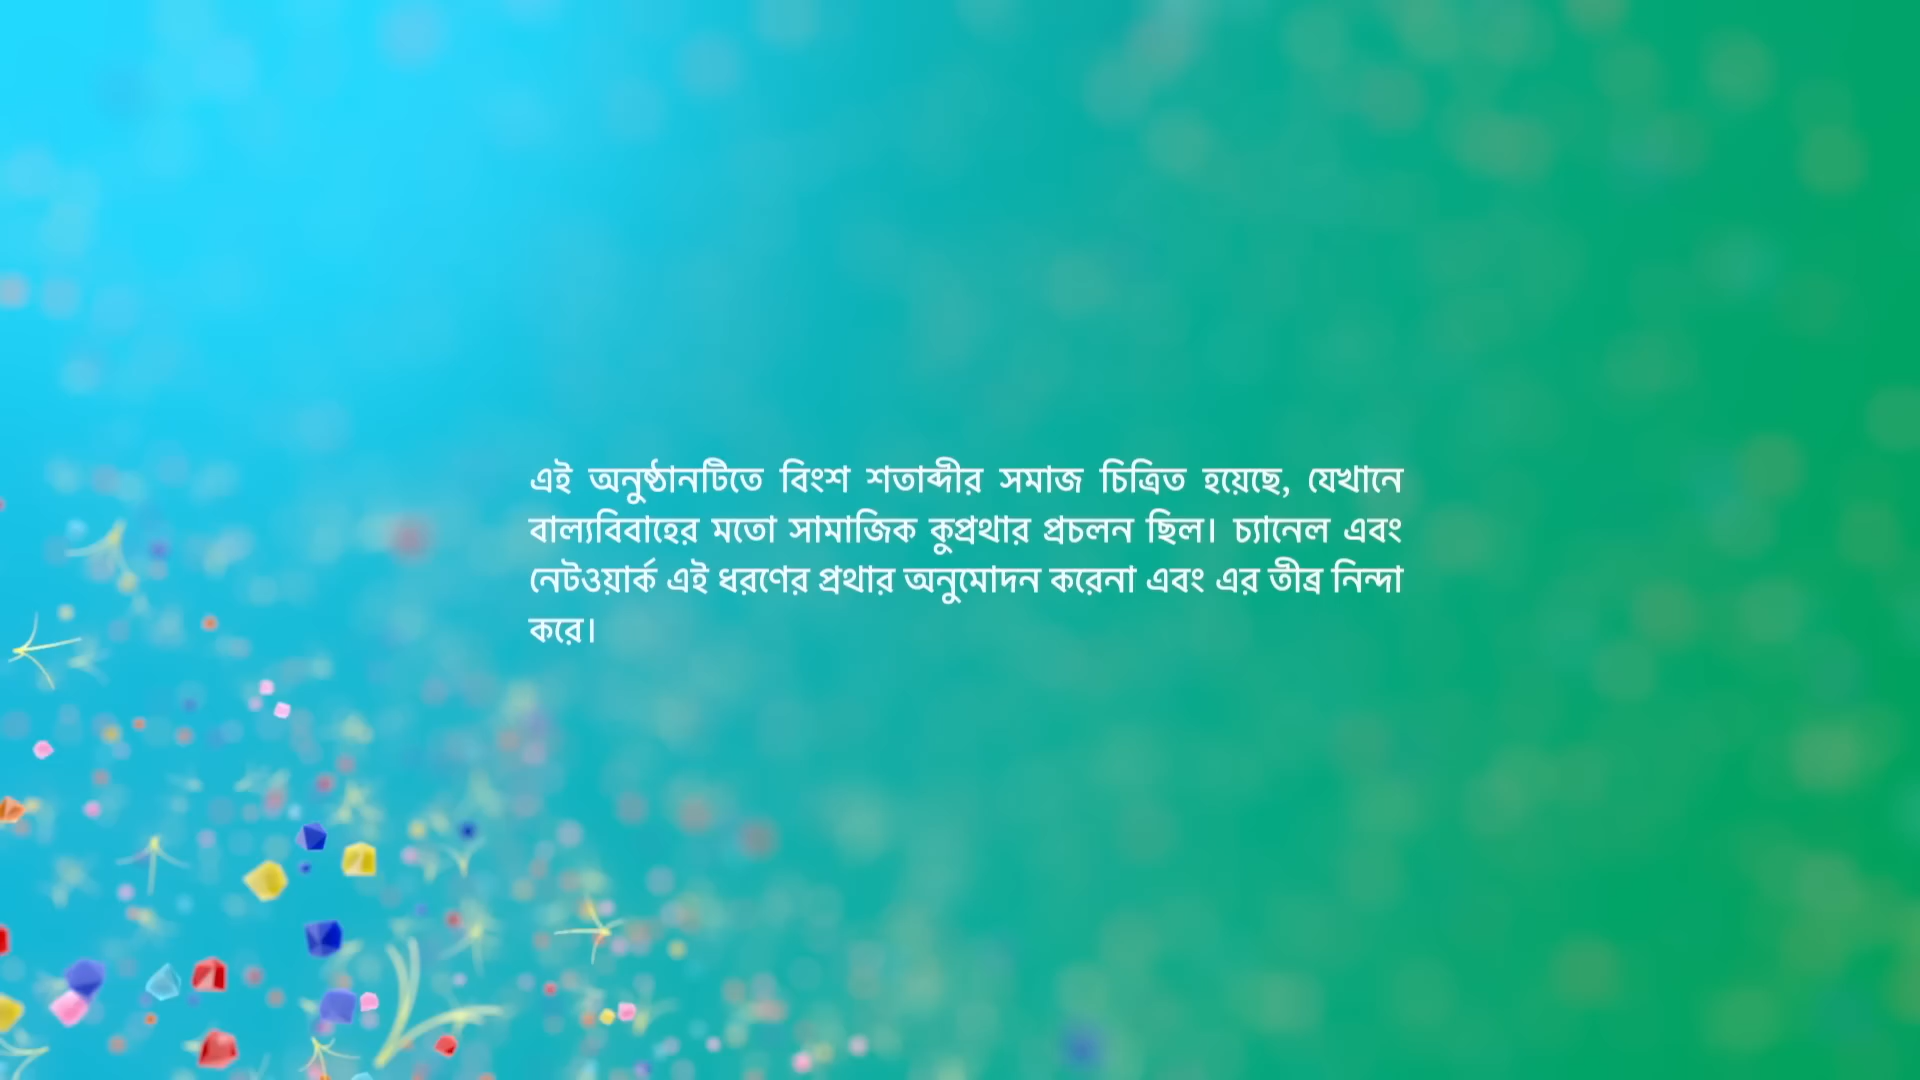 এই অনুষ্ঠানটিতে বিংশ শতাব্দীর সমাজ চিত্রিত হয়েছে, যেখানে
বাল্যবিবাহের মতো সামাজিক কুপ্রথার প্রচলন ছিল। চ্যানেল এবং
নেটওয়ার্ক এই ধরণের প্রথার অনুমোদন করেনা এবং এর তীব্র নিন্দা
করে।